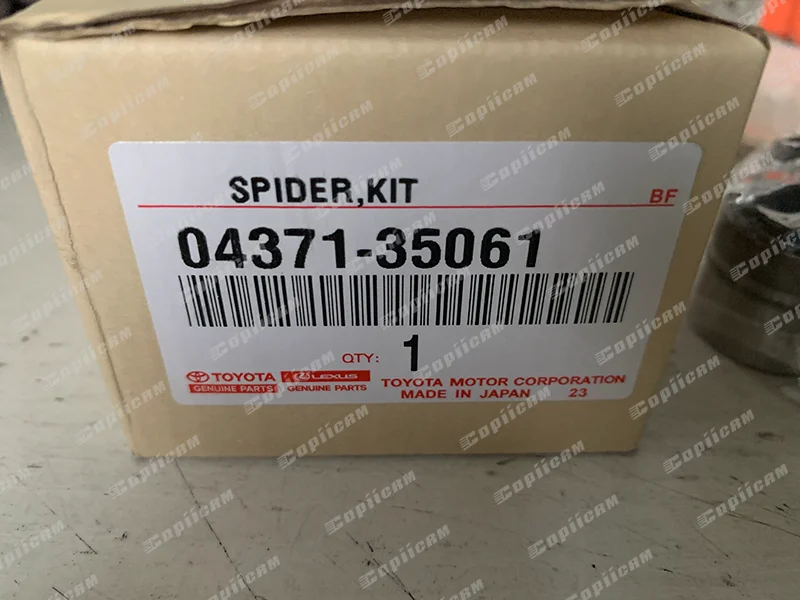 SPIDER,KIT
BF
04371-35061
QTY: 1
TOYOTA
GENUINE PARTS
LEXUS
GENUINE PARTS
TOYOTA MOTOR CORPORATION
MADE IN JAPAN 23
Copiicam